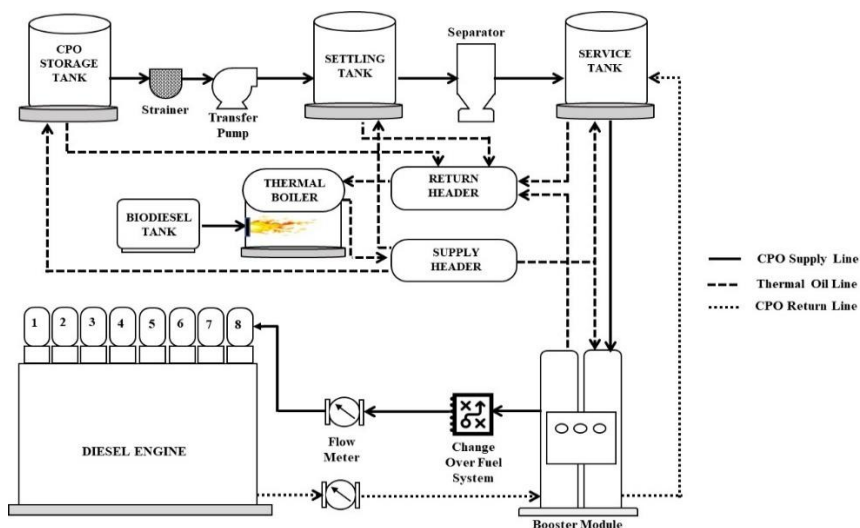 CPO
STORAGE
TANK
Strainer
Transfer
Pump
SETTLING
TANK
Separator
SERVICE
TANK
THERMAL
BOILER
RETURN
HEADER
BIODIESEL
TANK
SUPPLY
HEADER
CPO Supply Line
Thermal Oil Line
CPO Return Line
1 2 3 4 5 6 7 8
DIESEL ENGINE
Flow
Meter
Change
Over Fuel
System
Booster Module